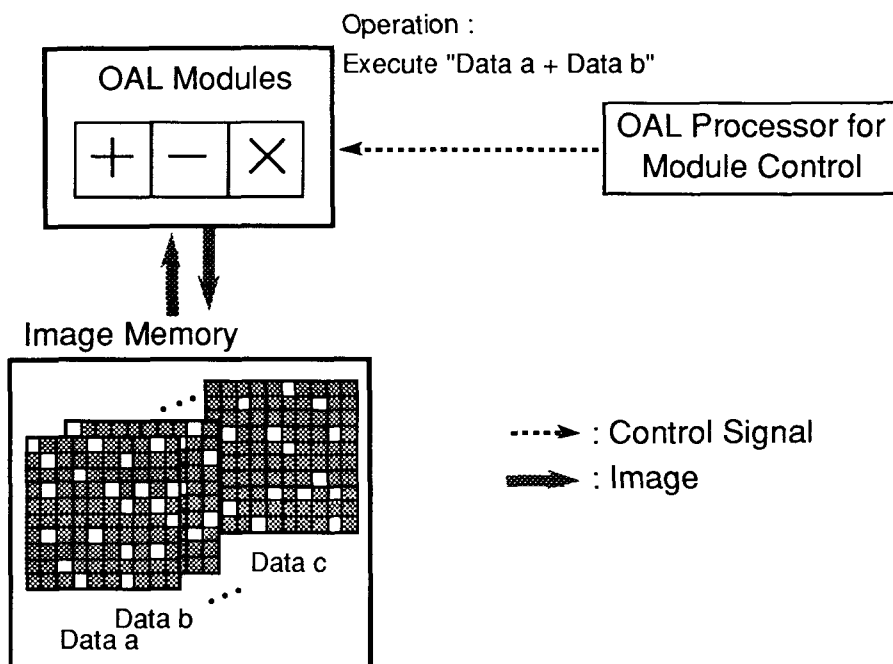 Operation :
Execute "Data a + Data b"
OAL Modules
+ − ×
OAL Processor for
Module Control
Image Memory
Data c
Data b
Data a
: Control Signal
: Image